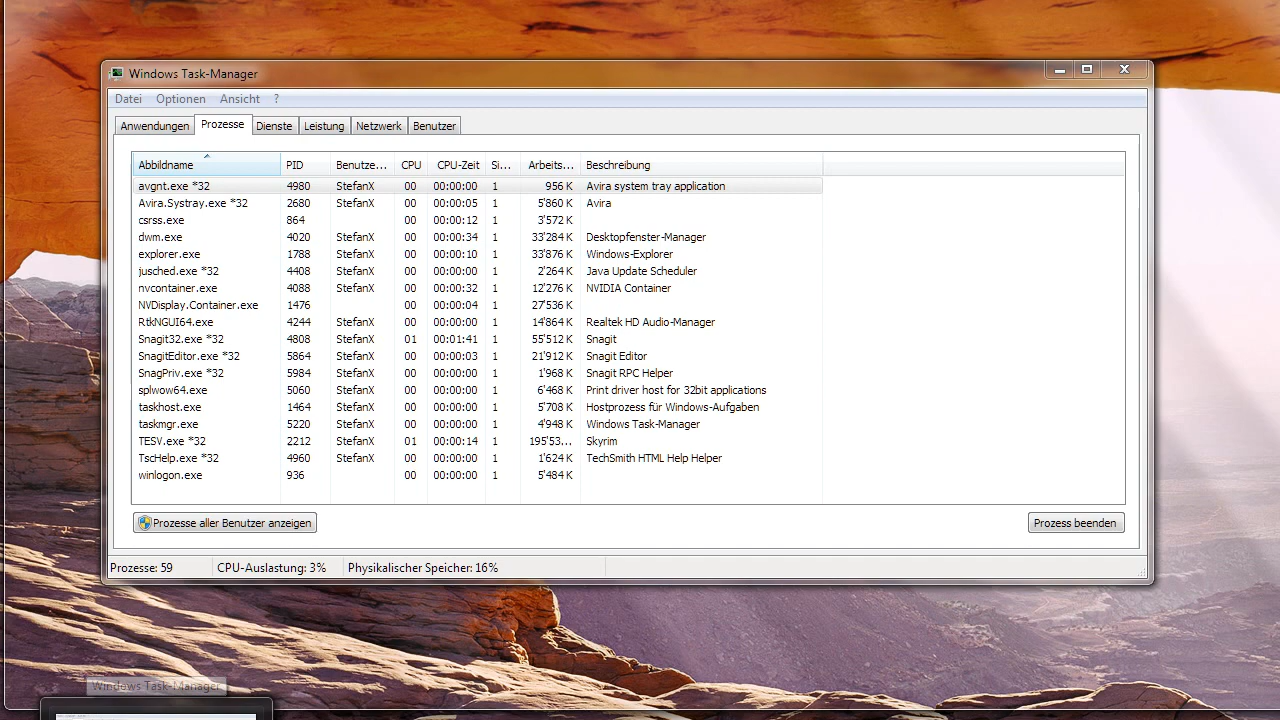 Windows Task-Manager
Datei Optionen Ansicht ?
Anwendungen Prozesse Dienste Leistung Netzwerk Benutzer
Abbildname PID Benutze... CPU CPU-Zeit Si... Arbeits... Beschreibung
avgnt.exe *32 4980 StefanX 00 00:00:00 1 956 K Avira system tray application
Avira.Systray.exe *32 2680 StefanX 00 00:00:05 1 5'860 K Avira
csrss.exe 864 00 00:00:12 1 3'572 K
dwm.exe 4020 StefanX 00 00:00:34 1 33'284 K Desktopfenster-Manager
explorer.exe 1788 StefanX 00 00:00:10 1 33'876 K Windows-Explorer
jusched.exe *32 4408 StefanX 00 00:00:00 1 2'264 K Java Update Scheduler
nvcontainer.exe 4088 StefanX 00 00:00:32 1 12'276 K NVIDIA Container
NVDisplay.Container.exe 1476 00 00:00:04 1 27'536 K
RtkNGUI64.exe 4244 StefanX 00 00:00:00 1 14'864 K Realtek HD Audio-Manager
Snagit32.exe *32 4808 StefanX 01 00:01:41 1 55'512 K Snagit
SnagitEditor.exe *32 5864 StefanX 00 00:00:03 1 21'912 K Snagit Editor
SnagPriv.exe *32 5984 StefanX 00 00:00:00 1 1'968 K Snagit RPC Helper
splwow64.exe 5060 StefanX 00 00:00:00 1 6'468 K Print driver host for 32bit applications
taskhost.exe 1464 StefanX 00 00:00:00 1 5'708 K Hostprozess für Windows-Aufgaben
taskmgr.exe 5220 StefanX 00 00:00:00 1 4'948 K Windows Task-Manager
TESV.exe *32 2212 StefanX 01 00:00:14 1 195'53... Skyrim
TscHelp.exe *32 4960 StefanX 00 00:00:00 1 1'624 K TechSmith HTML Help Helper
winlogon.exe 936 00 00:00:00 1 5'484 K
Prozesse aller Benutzer anzeigen Prozess beenden
Prozesse: 59 CPU-Auslastung: 3% Physikalischer Speicher: 16%
Windows Task-Manager